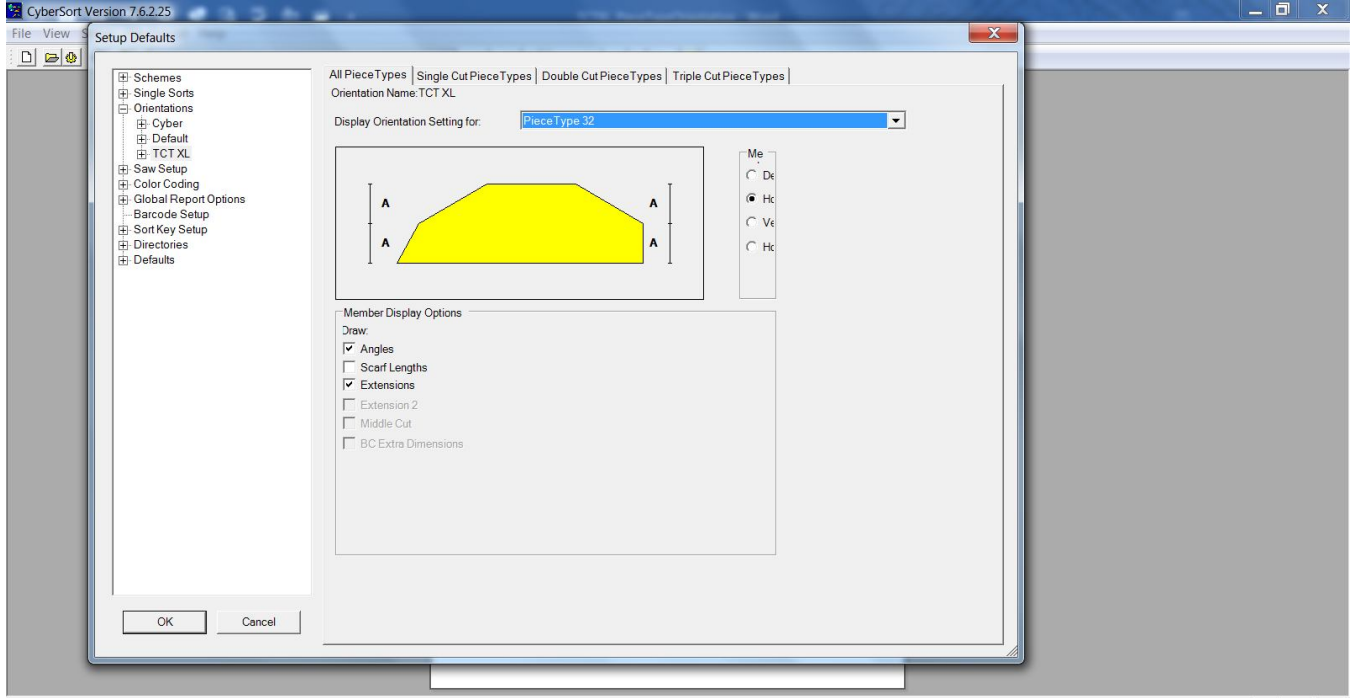 CyberSort Version 7.6.2.25
File View S
Setup Defaults
Schemes
Single Sorts
Orientations
Cyber
Default
TCT XL
Saw Setup
Color Coding
Global Report Options
Barcode Setup
Sort Key Setup
Directories
Defaults
OK Cancel
All PieceTypes Single Cut PieceTypes Double Cut PieceTypes Triple Cut PieceTypes
Orientation Name:TCT XL
Display Orientation Setting for: PieceType 32
A A
A A
Me
De
Ho
Ve
Ho
Member Display Options
Draw:
Angles
Scarf Lengths
Extensions
Extension 2
Middle Cut
BC Extra Dimensions